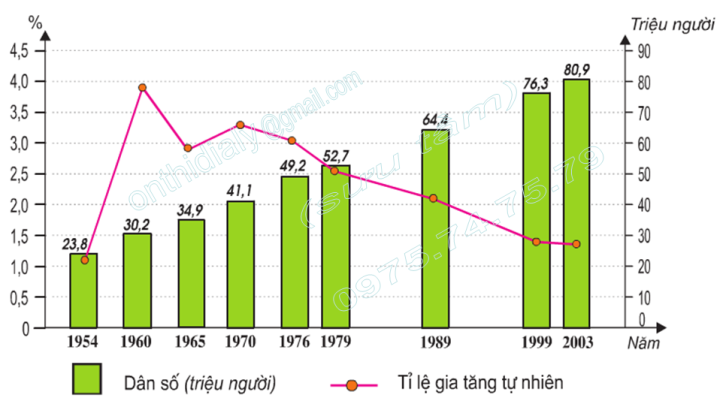 % Triệu người
4,5 90
4,0 80
3,5 70
3,0 60
2,5 50
2,0 40
1,5 30
1,0 20
0,5 10
0 0
23,8 30,2 34,9 41,1 49,2 52,7 64,4 76,3 80,9
1954 1960 1965 1970 1976 1979 1989 1999 2003 Năm
Dân số (triệu người) Tỉ lệ gia tăng tự nhiên
onthidialy@gmail.com
(sưu tầm)
0975.74.75.79